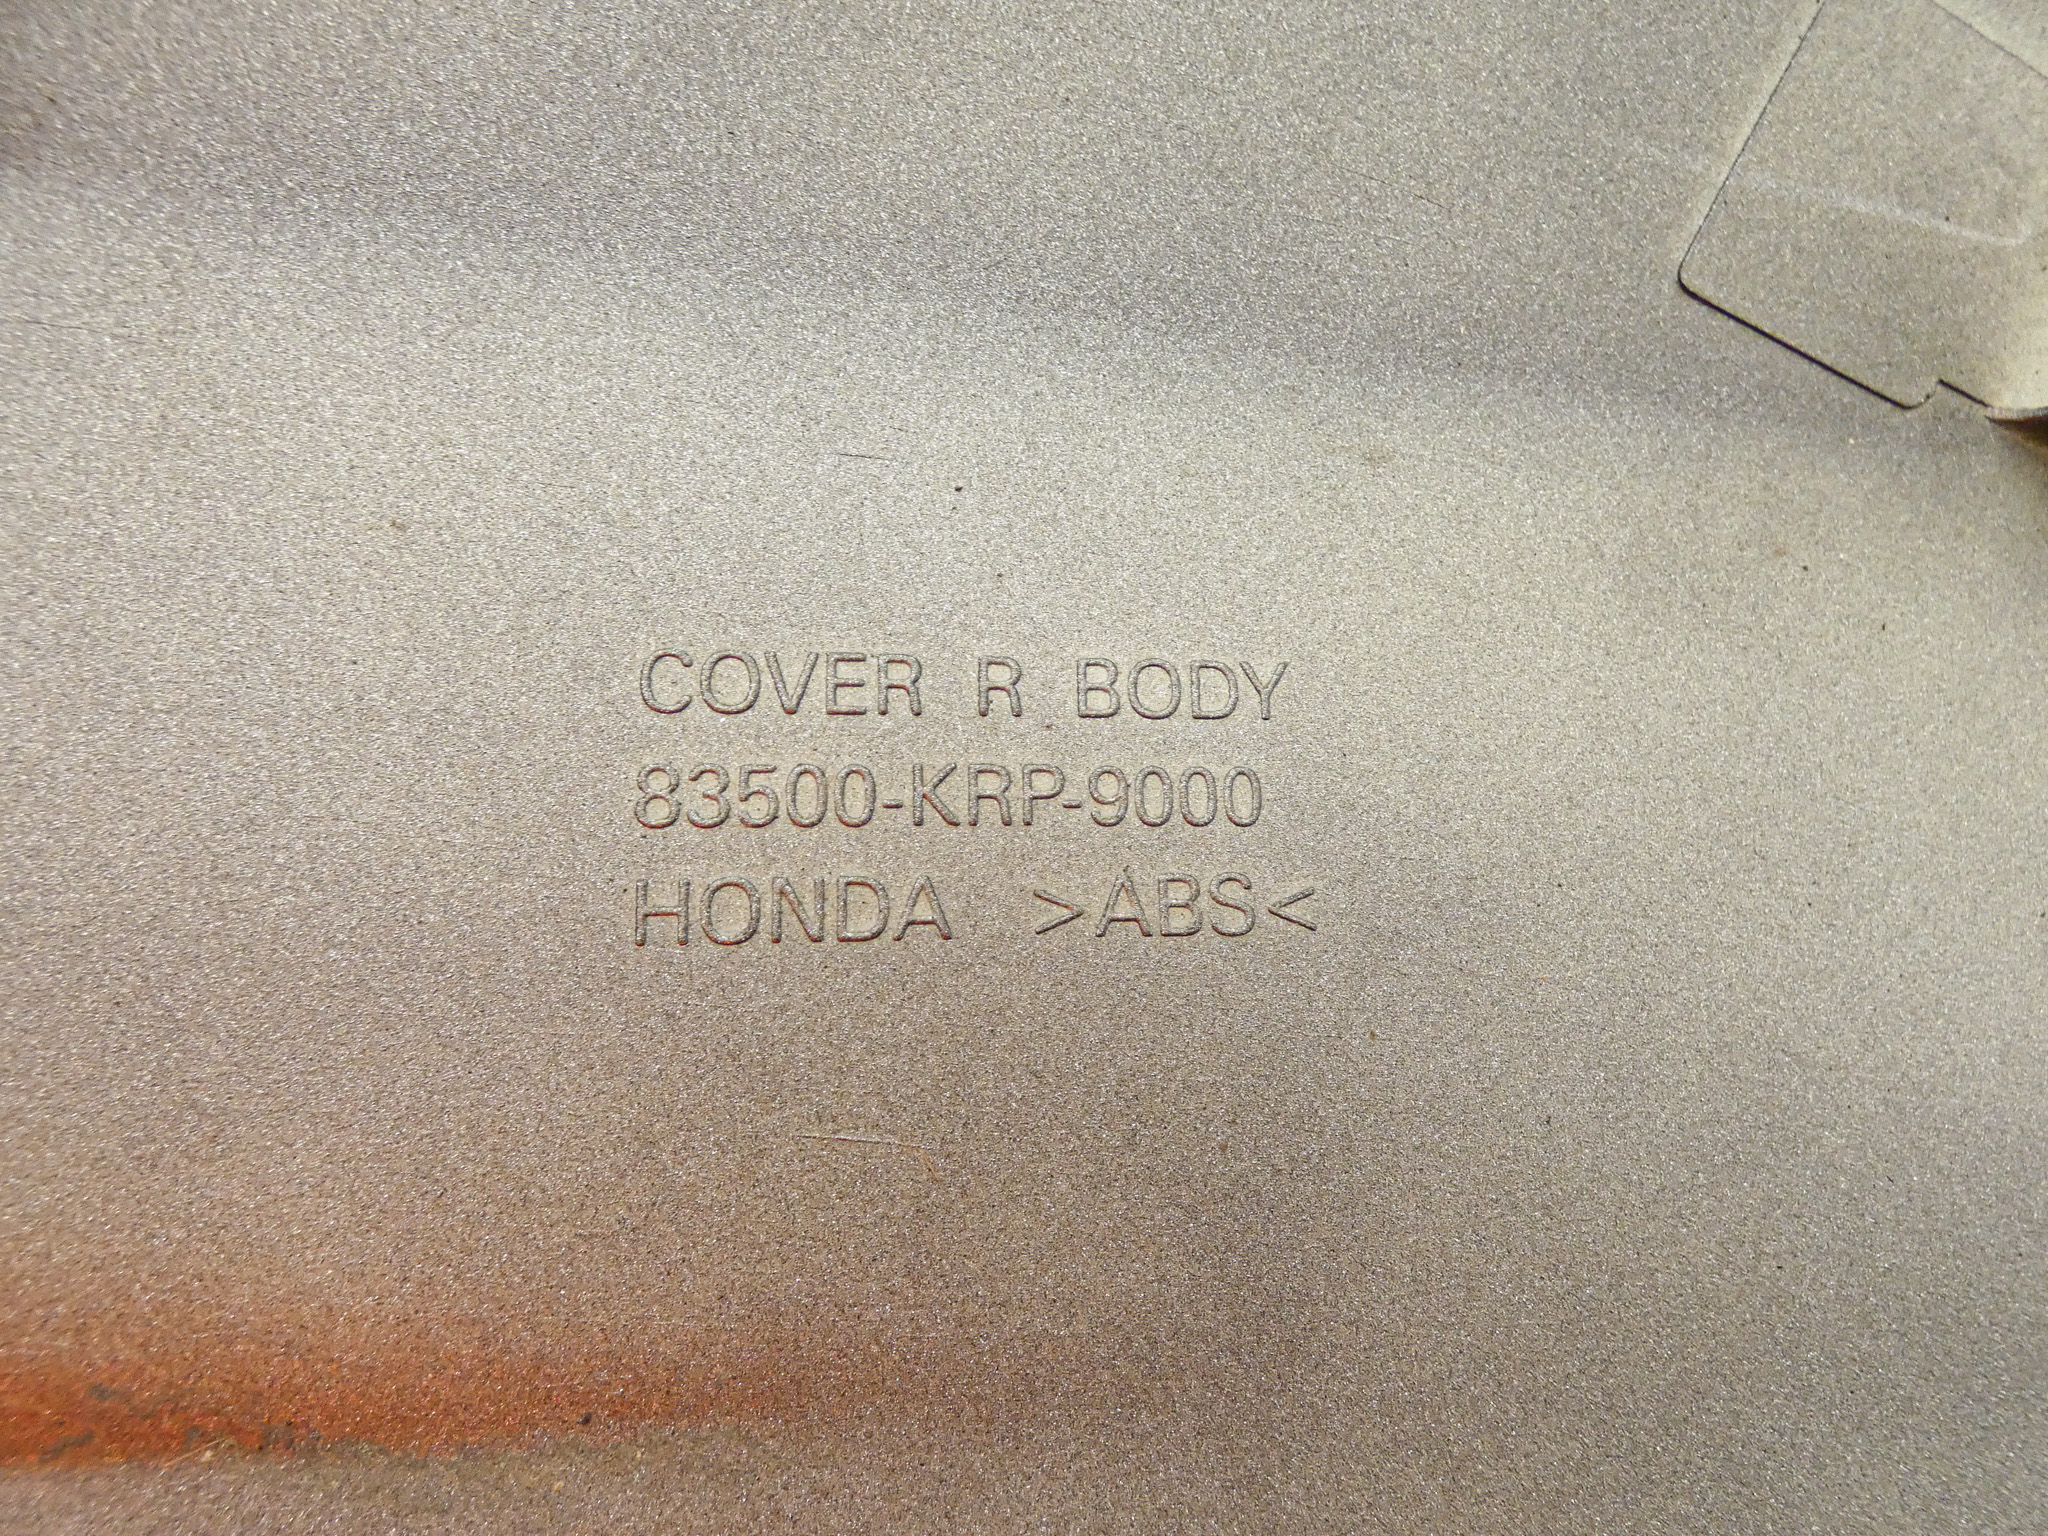 COVER R BODY
83500-KRP-9000
HONDA >ABS<